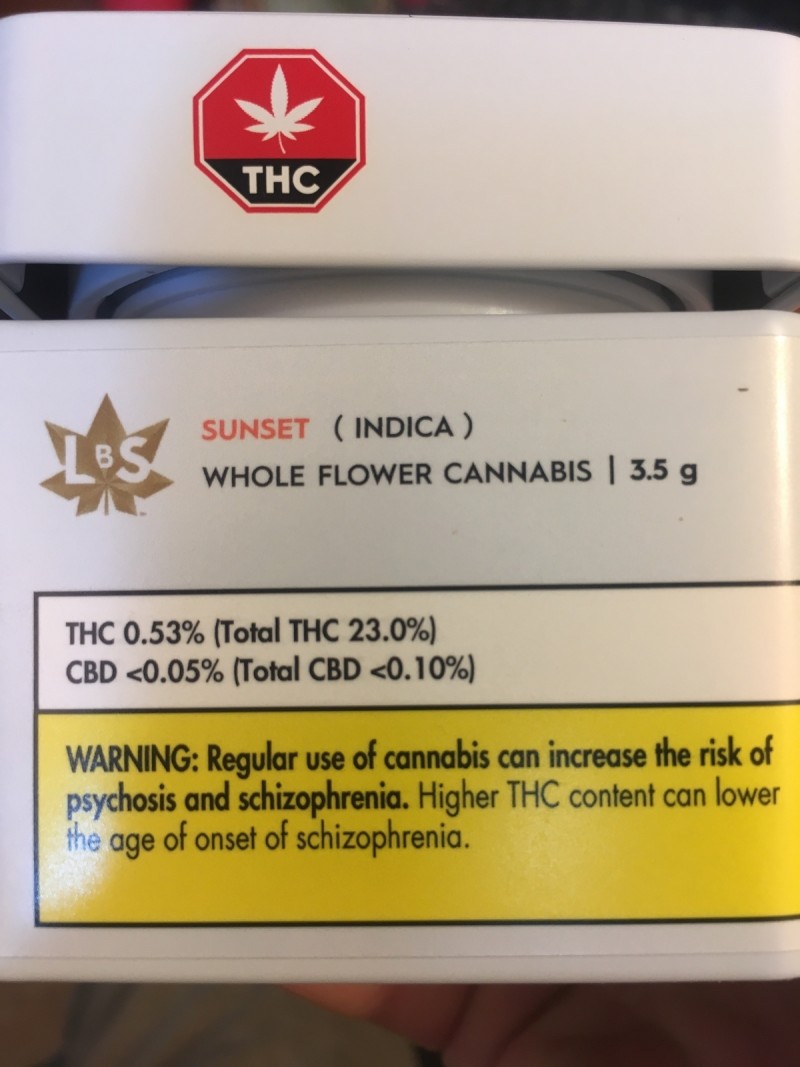 THC
LBS
SUNSET ( INDICA )
WHOLE FLOWER CANNABIS | 3.5 g
THC 0.53% (Total THC 23.0%)
CBD <0.05% (Total CBD <0.10%)
WARNING: Regular use of cannabis can increase the risk of
psychosis and schizophrenia. Higher THC content can lower
the age of onset of schizophrenia.